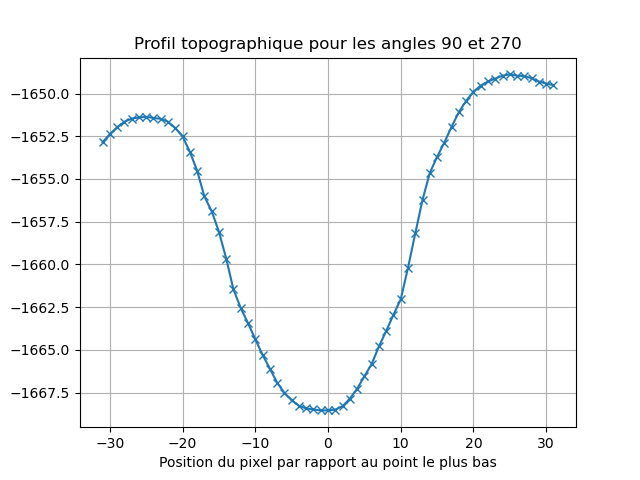 Profil topographique pour les angles 90 et 270
−1650.0
−1652.5
−1655.0
−1657.5
−1660.0
−1662.5
−1665.0
−1667.5
−30 −20 −10 0 10 20 30
Position du pixel par rapport au point le plus bas